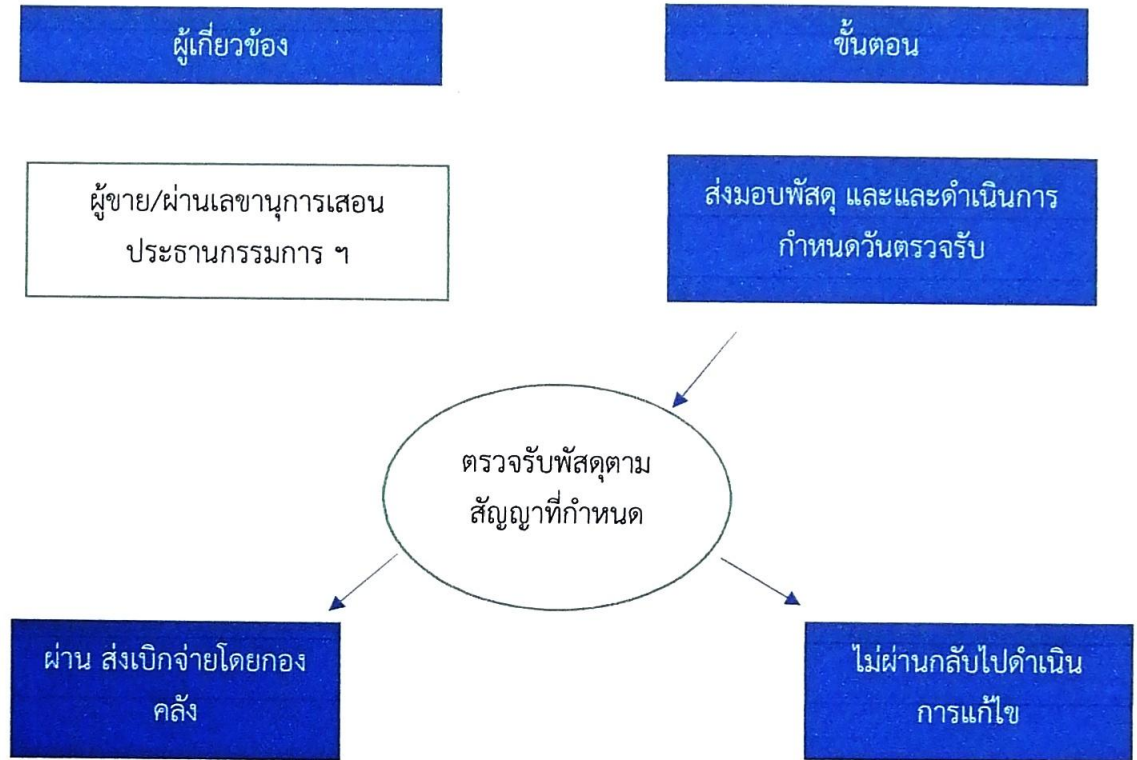 ผู้เกี่ยวข้อง
ขั้นตอน
ผู้ขาย/ผ่านเลขานุการเสอน
ประธานกรรมการ ฯ
ส่งมอบพัสดุ และและดำเนินการ
กำหนดวันตรวจรับ
ตรวจรับพัสดุตาม
สัญญาที่กำหนด
ผ่าน ส่งเบิกจ่ายโดยกอง
คลัง
ไม่ผ่านกลับไปดำเนิน
การแก้ไข